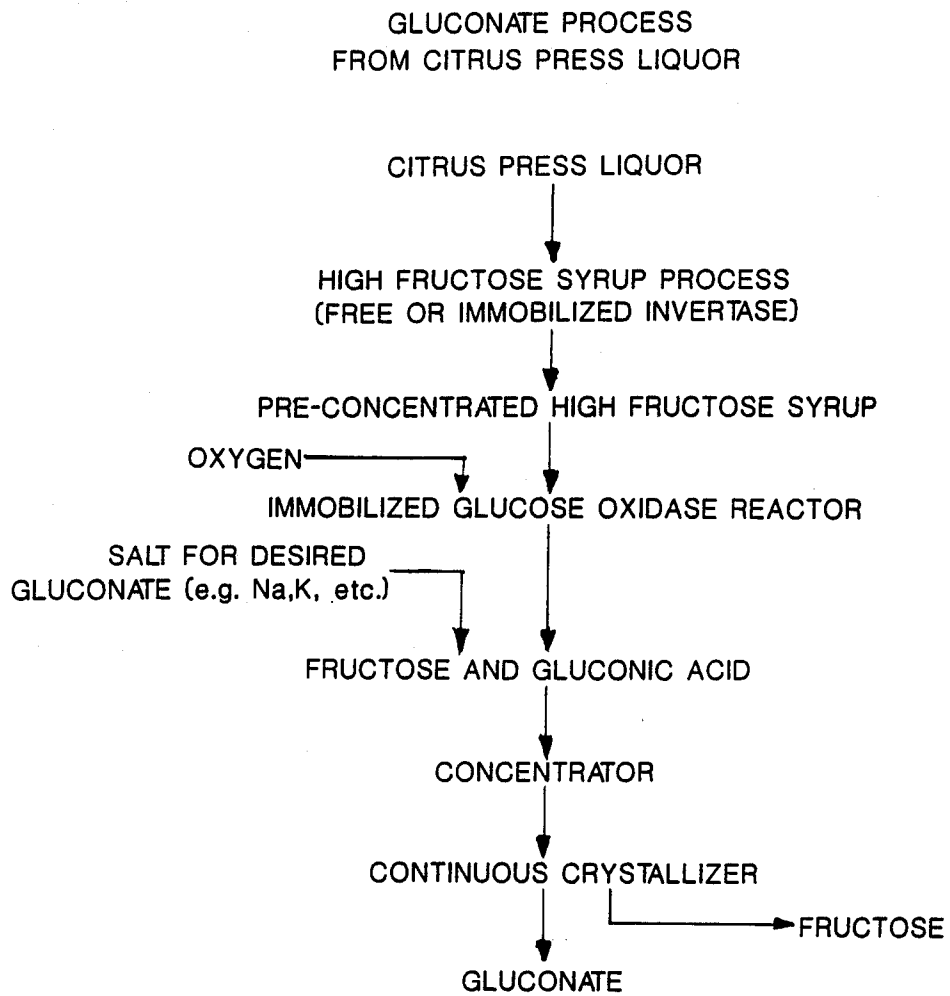 GLUCONATE PROCESS
FROM CITRUS PRESS LIQUOR
CITRUS PRESS LIQUOR
HIGH FRUCTOSE SYRUP PROCESS
(FREE OR IMMOBILIZED INVERTASE)
PRE-CONCENTRATED HIGH FRUCTOSE SYRUP
OXYGEN
IMMOBILIZED GLUCOSE OXIDASE REACTOR
SALT FOR DESIRED
GLUCONATE (e.g. Na,K, etc.)
FRUCTOSE AND GLUCONIC ACID
CONCENTRATOR
CONTINUOUS CRYSTALLIZER
FRUCTOSE
GLUCONATE